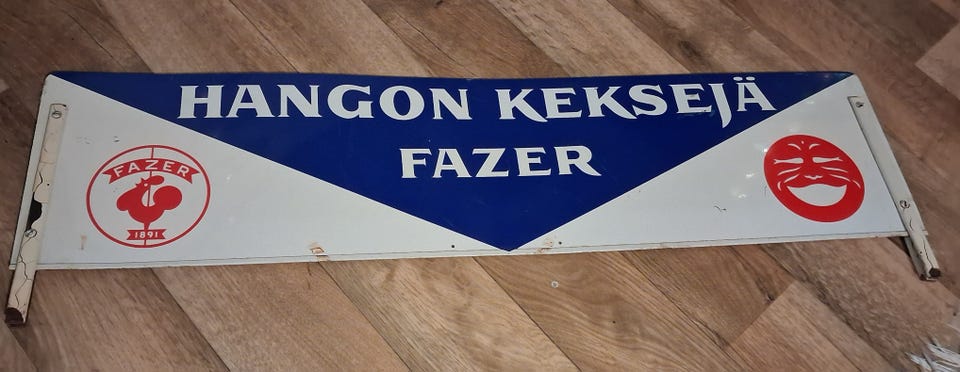 HANGON KEKSEJÄ
FAZER
FAZER
1891